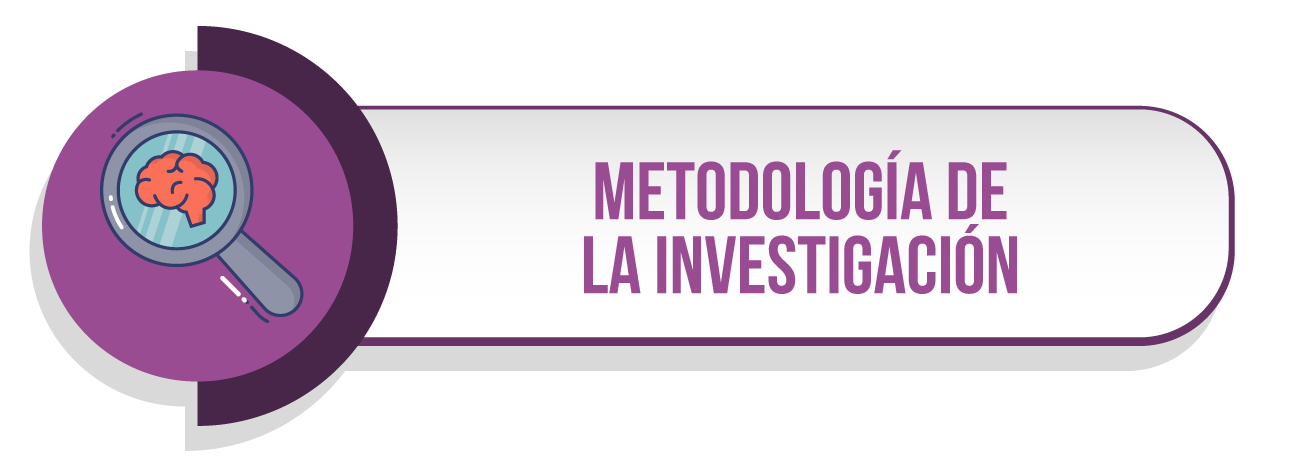 METODOLOGÍA DE
LA INVESTIGACIÓN